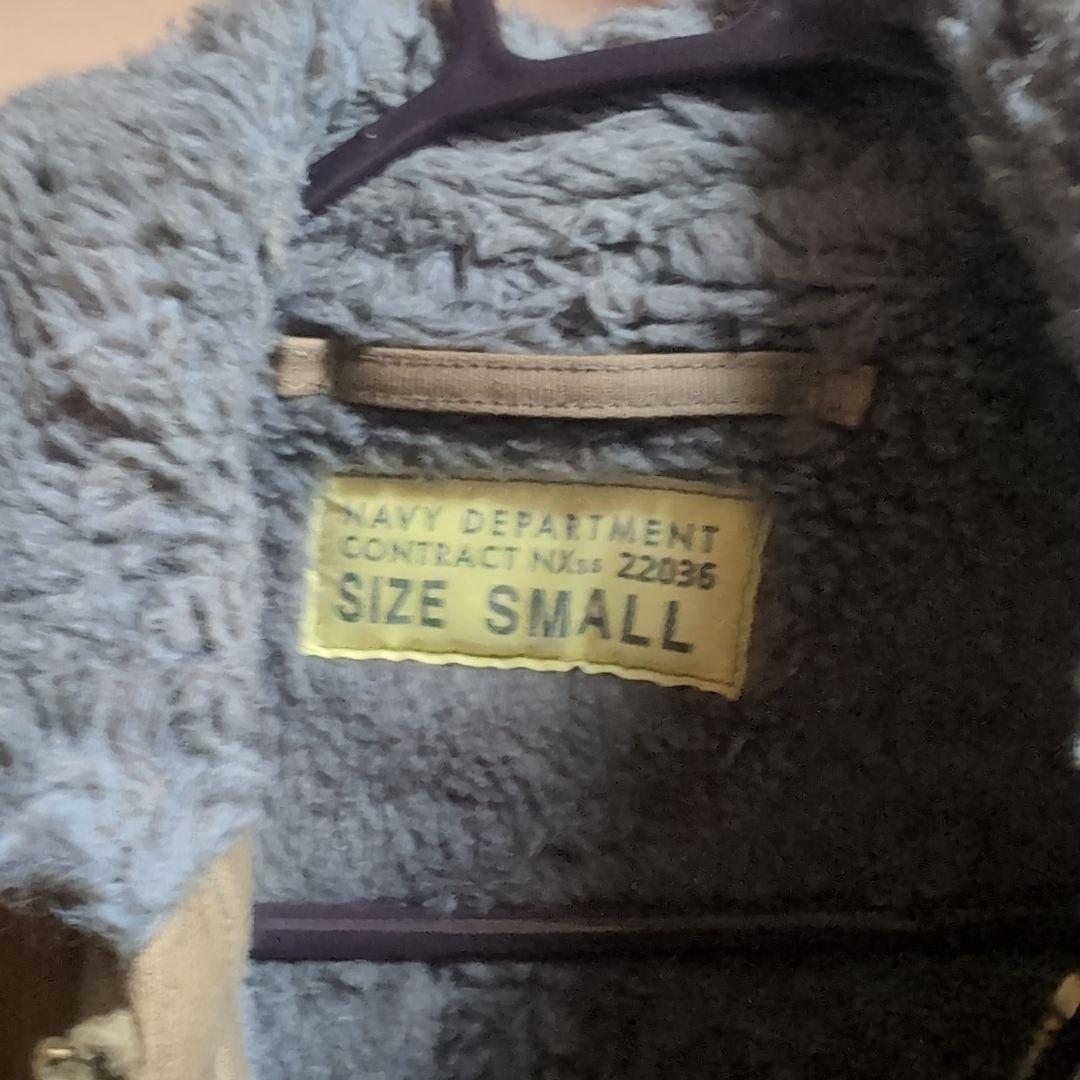 NAVY DEPARTMENT
CONTRACT NXss 22036
SIZE SMALL